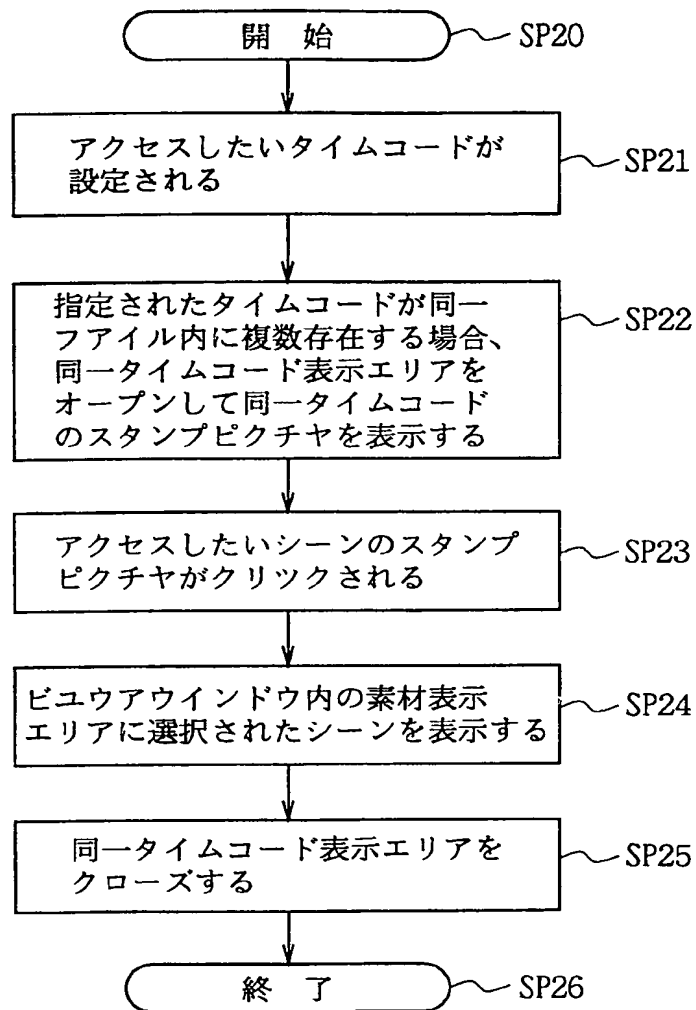 開 始
SP20
アクセスしたいタイムコードが
設定される
SP21
指定されたタイムコードが同一
フアイル内に複数存在する場合、
同一タイムコード表示エリアを
オープンして同一タイムコード
のスタンプピクチヤを表示する
SP22
アクセスしたいシーンのスタンプ
ピクチヤがクリツクされる
SP23
ビユウアウインドウ内の素材表示
エリアに選択されたシーンを表示する
SP24
同一タイムコード表示エリアを
クローズする
SP25
終 了
SP26